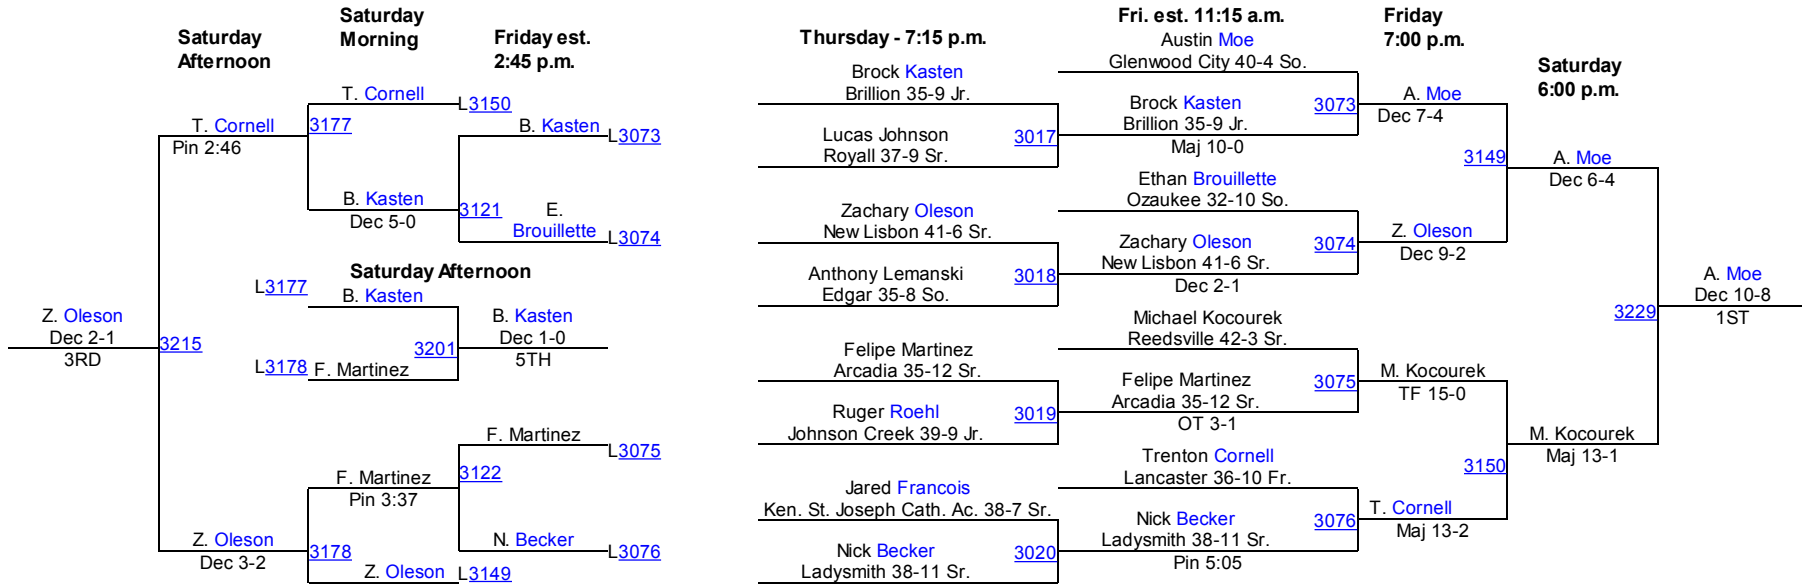 Saturday
Afternoon
Saturday
Morning
Friday est.
2:45 p.m.
T. Cornell
L3150
T. Cornell
3177
Pin 2:46
B. Kasten
L3073
B. Kasten
3121
Dec 5-0
E.
Brouillette
L3074
Saturday Afternoon
L3177
B. Kasten
Z. Oleson
Dec 2-1
3RD
3215
B. Kasten
3201
Dec 1-0
5TH
L3178
F. Martinez
F. Martinez
L3075
F. Martinez
3122
Pin 3:37
Z. Oleson
3178
Dec 3-2
N. Becker
L3076
Z. Oleson
L3149
Thursday - 7:15 p.m.
Brock Kasten
Brillion 35-9 Jr.
Lucas Johnson
Royall 37-9 Sr.
3017
Zachary Oleson
New Lisbon 41-6 Sr.
Anthony Lemanski
Edgar 35-8 So.
3018
Felipe Martinez
Arcadia 35-12 Sr.
Ruger Roehl
Johnson Creek 39-9 Jr.
3019
Jared Francois
Ken. St. Joseph Cath. Ac. 38-7 Sr.
Nick Becker
Ladysmith 38-11 Sr.
3020
Fri. est. 11:15 a.m.
Austin Moe
Glenwood City 40-4 So.
Brock Kasten
Brillion 35-9 Jr.
Maj 10-0
3073
Ethan Brouillette
Ozaukee 32-10 So.
Zachary Oleson
New Lisbon 41-6 Sr.
Dec 2-1
3074
Michael Kocourek
Reedsville 42-3 Sr.
Felipe Martinez
Arcadia 35-12 Sr.
OT 3-1
3075
Trenton Cornell
Lancaster 36-10 Fr.
Nick Becker
Ladysmith 38-11 Sr.
Pin 5:05
3076
Friday
7:00 p.m.
A. Moe
Dec 7-4
3149
Z. Oleson
Dec 9-2
M. Kocourek
TF 15-0
3150
T. Cornell
Maj 13-2
Saturday
6:00 p.m.
A. Moe
Dec 6-4
3229
M. Kocourek
Maj 13-1
A. Moe
Dec 10-8
1ST